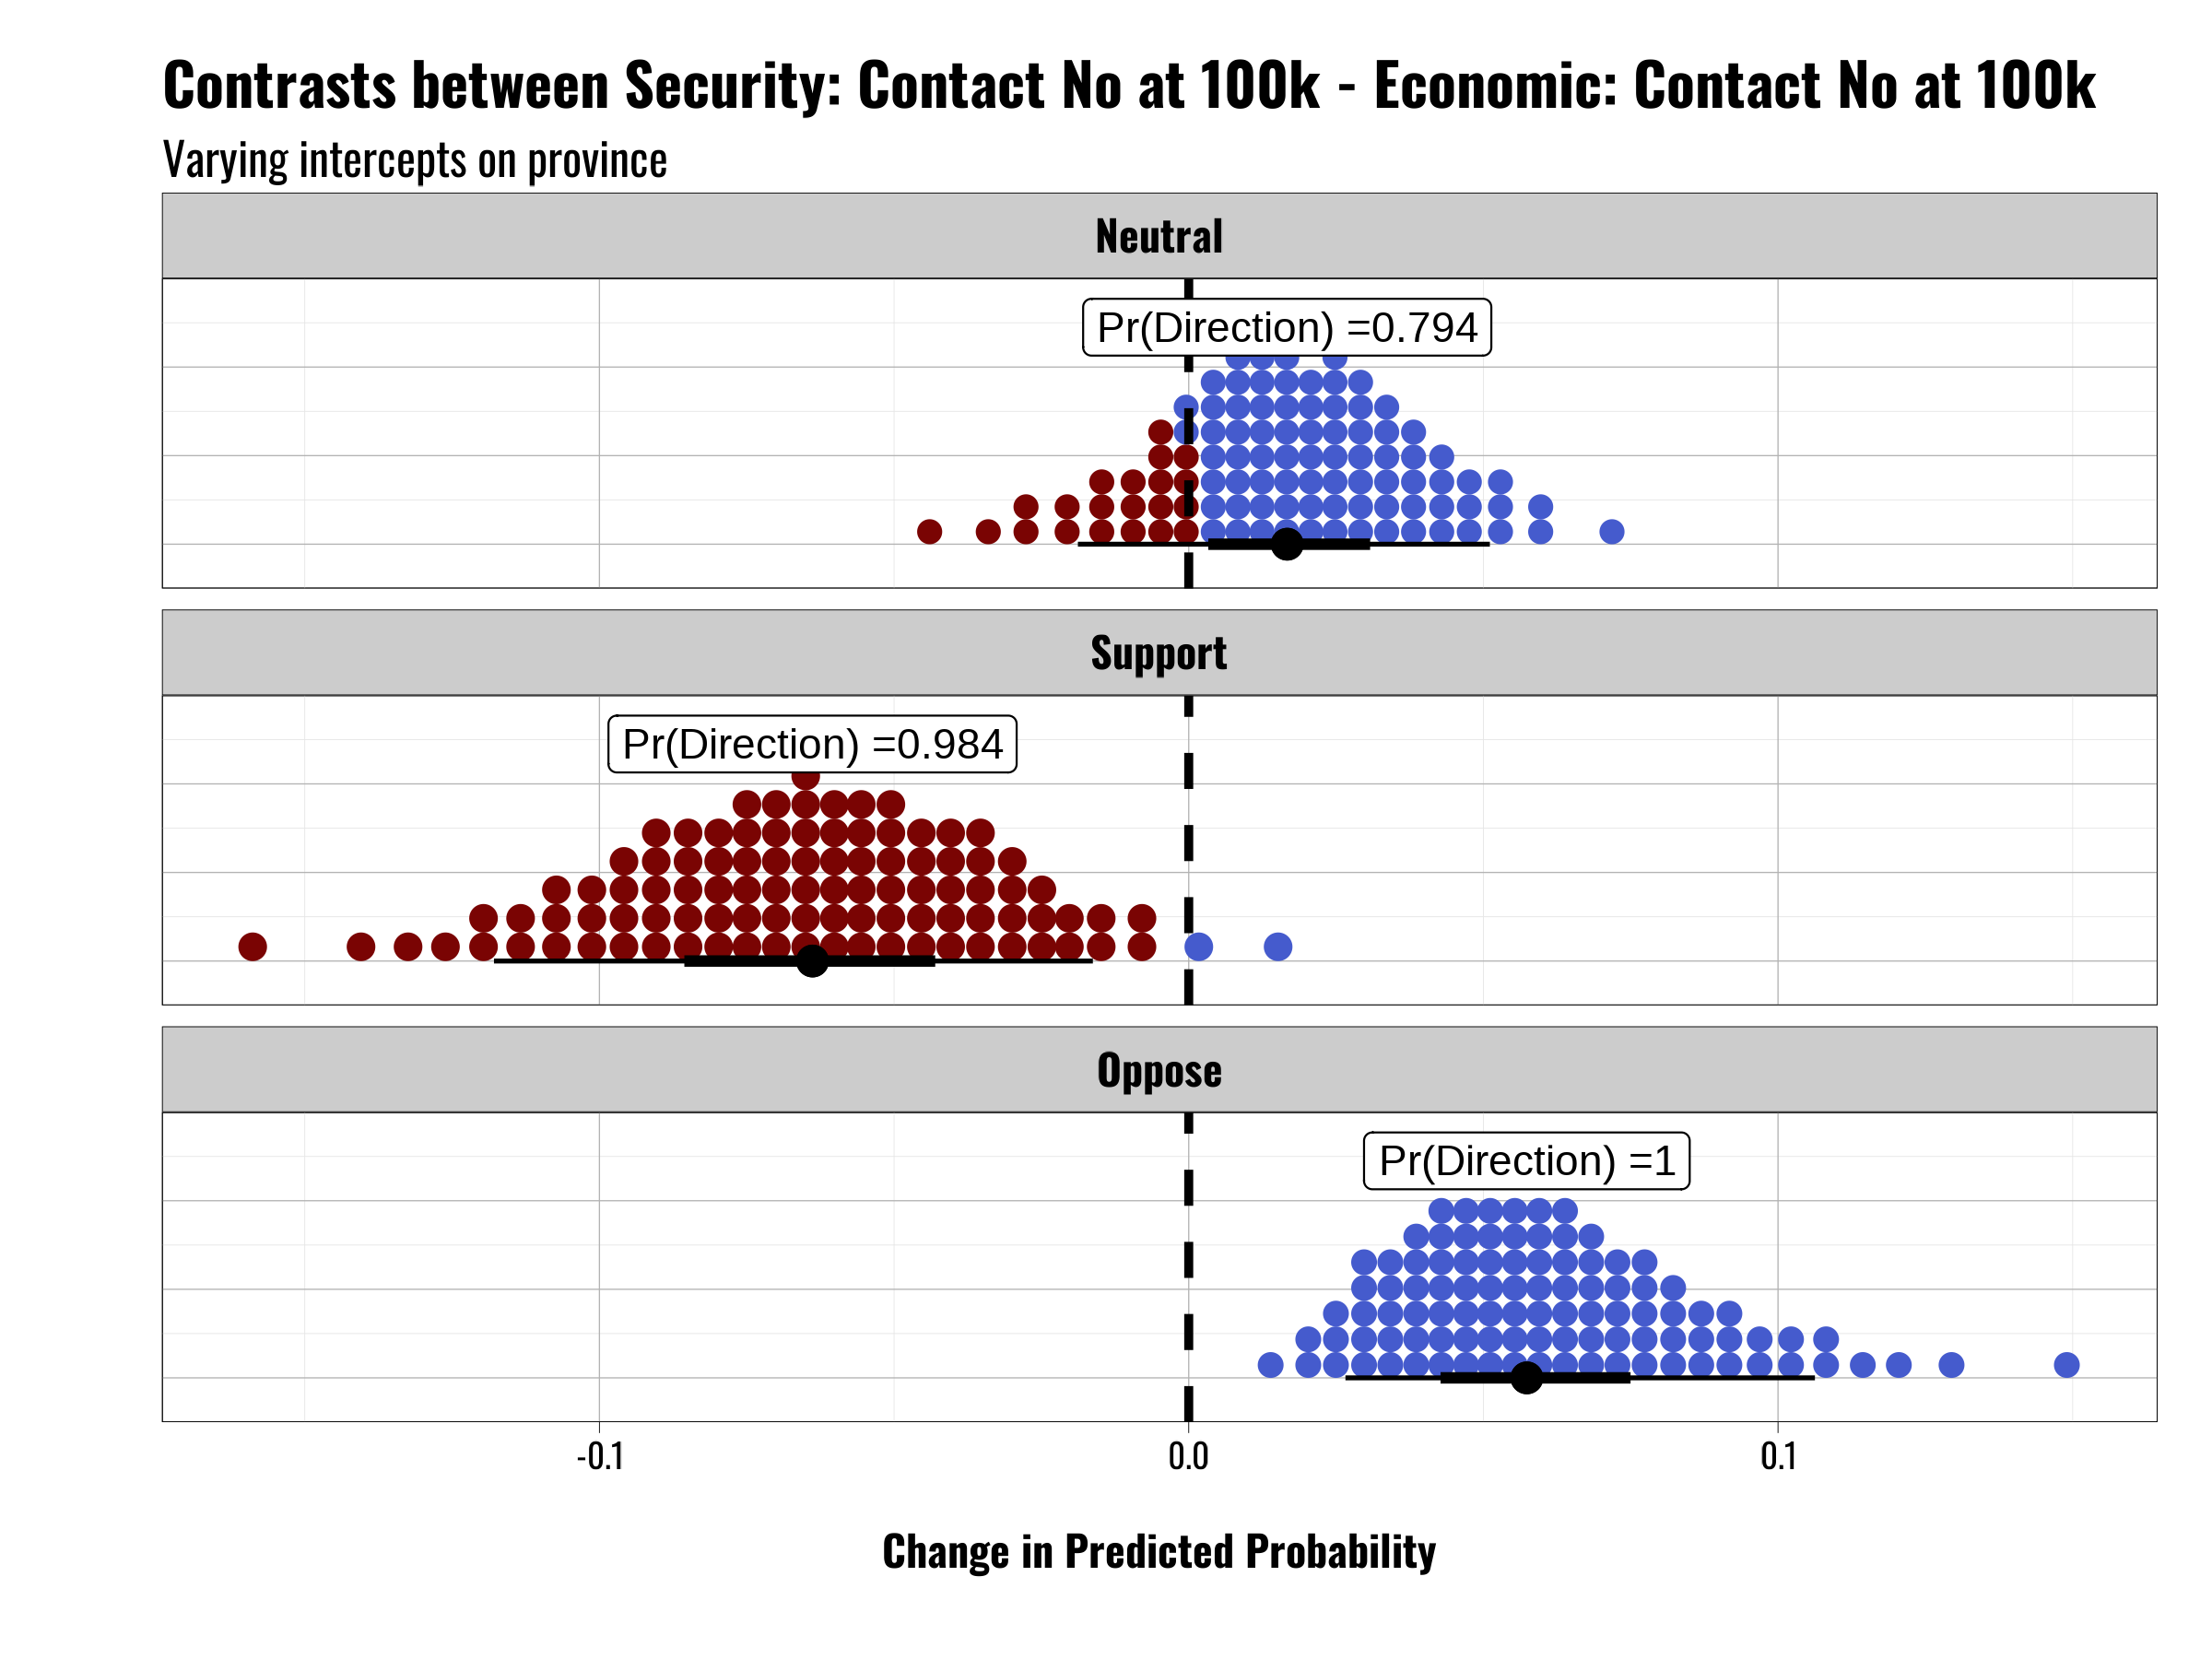 Contrasts between Security: Contact No at 100k - Economic: Contact No at 100k
Varying intercepts on province
Neutral
Pr(Direction) =0.794
Support
Pr(Direction) =0.984
Oppose
Pr(Direction) =1
-0.1 0.0 0.1
Change in Predicted Probability